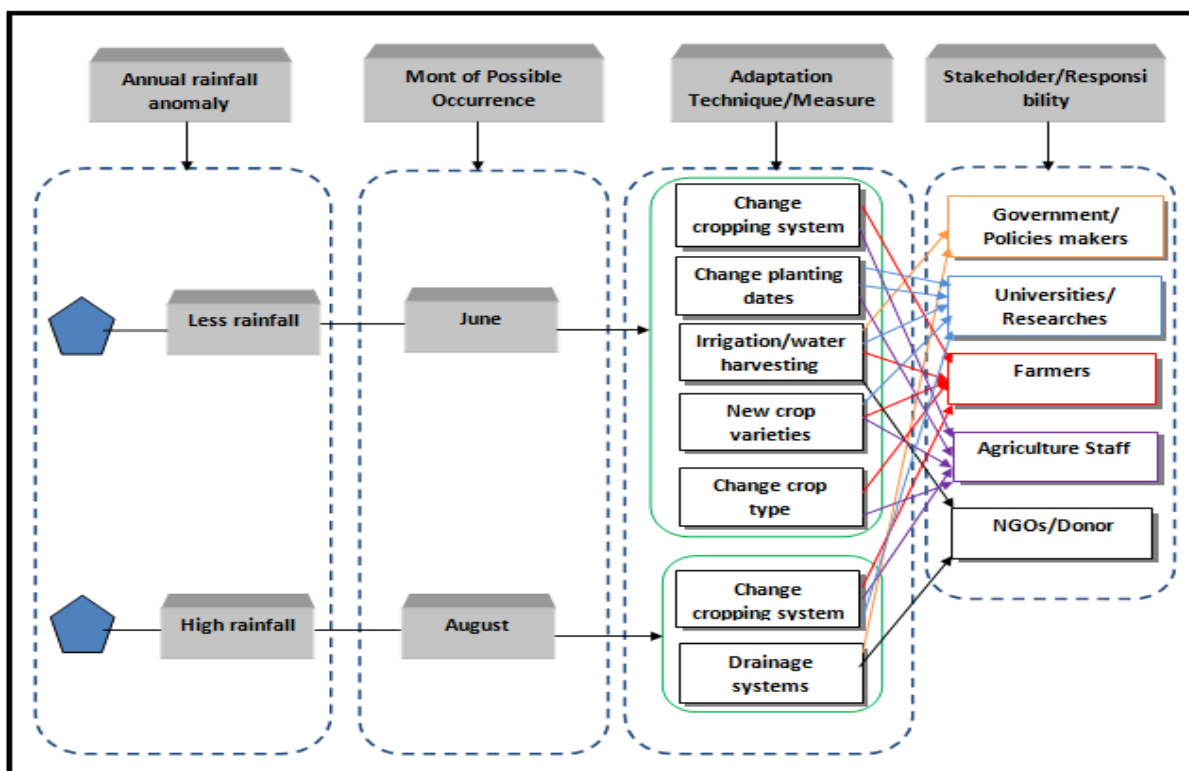 Annual rainfall
anomaly
Mont of Possible
Occurrence
Adaptation
Technique/Measure
Stakeholder/Responsi
bility
Less rainfall
June
Change
cropping system
Change planting
dates
Irrigation/water
harvesting
New crop
varieties
Change crop
type
Government/
Policies makers
Universities/
Researches
Farmers
Agriculture Staff
NGOs/Donor
High rainfall
August
Change
cropping system
Drainage
systems